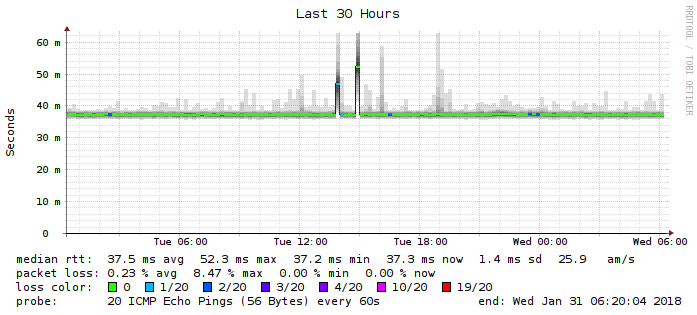 Last 30 Hours
RRDTOOL / TOBI OETIKER
Seconds
60 m
50 m
40 m
30 m
20 m
10 m
0
Tue 06:00 Tue 12:00 Tue 18:00 Wed 00:00 Wed 06:00
median rtt: 37.5 ms avg 52.3 ms max 37.2 ms min 37.3 ms now 1.4 ms sd 25.9 am/s
packet loss: 0.23 % avg 8.47 % max 0.00 % min 0.00 % now
loss color: 0 1/20 2/20 3/20 4/20 10/20 19/20
probe: 20 ICMP Echo Pings (56 Bytes) every 60s end: Wed Jan 31 06:20:04 2018